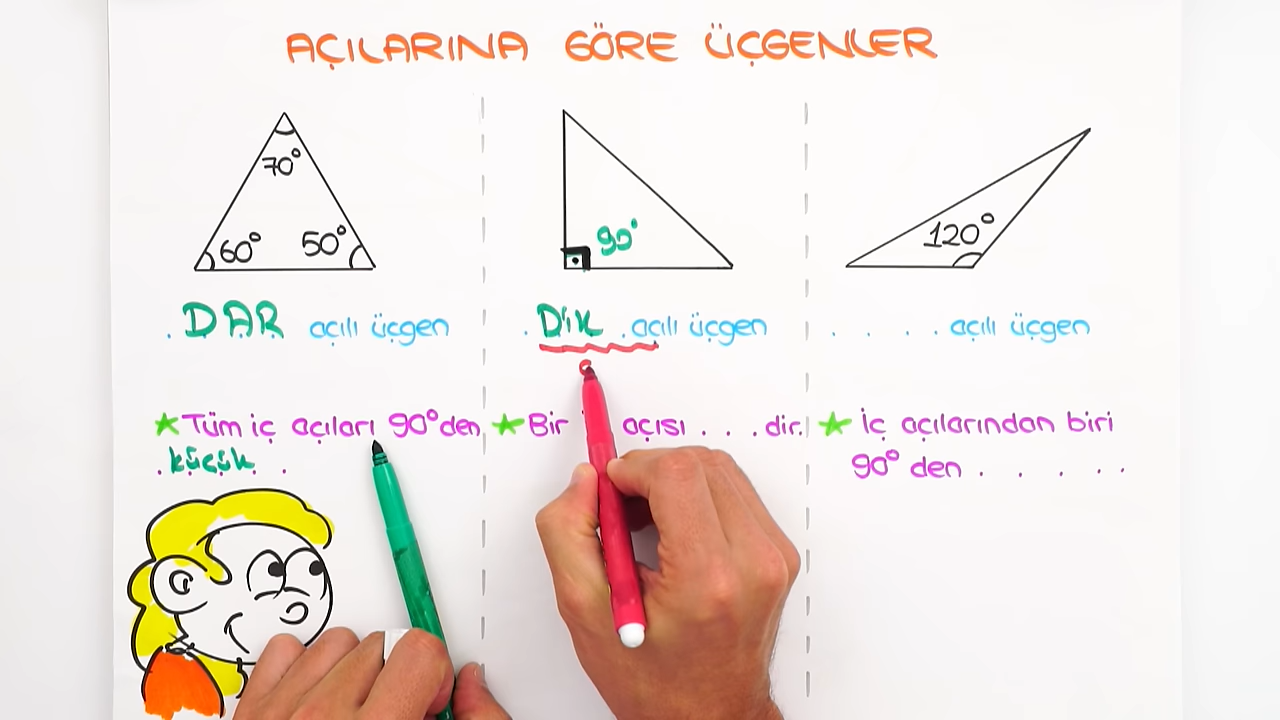 AÇILARINA GÖRE ÜÇGENLER
70°
60° 50°
90°
120°
. DAR açılı üçgen
. DİK . açılı üçgen
. . . . açılı üçgen
★ Tüm iç açıları 90° den
. küçük . .
★ Bir açısı . . . dir.
★ İç açılarından biri
90° den . . . . .